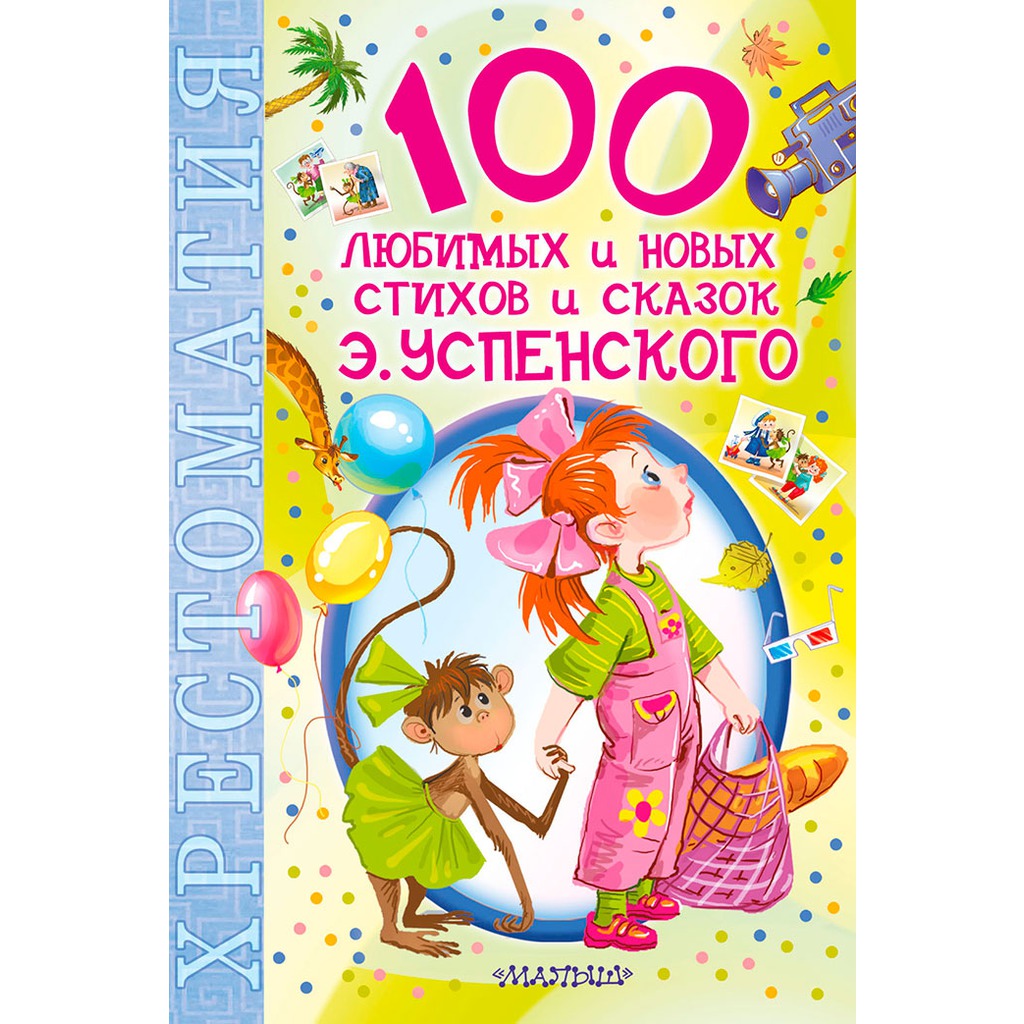 ХРЕСТОМАТИЯ
100
ЛЮБИМЫХ И НОВЫХ
СТИХОВ И СКАЗОК
Э. УСПЕНСКОГО
«МАЛЫШ»